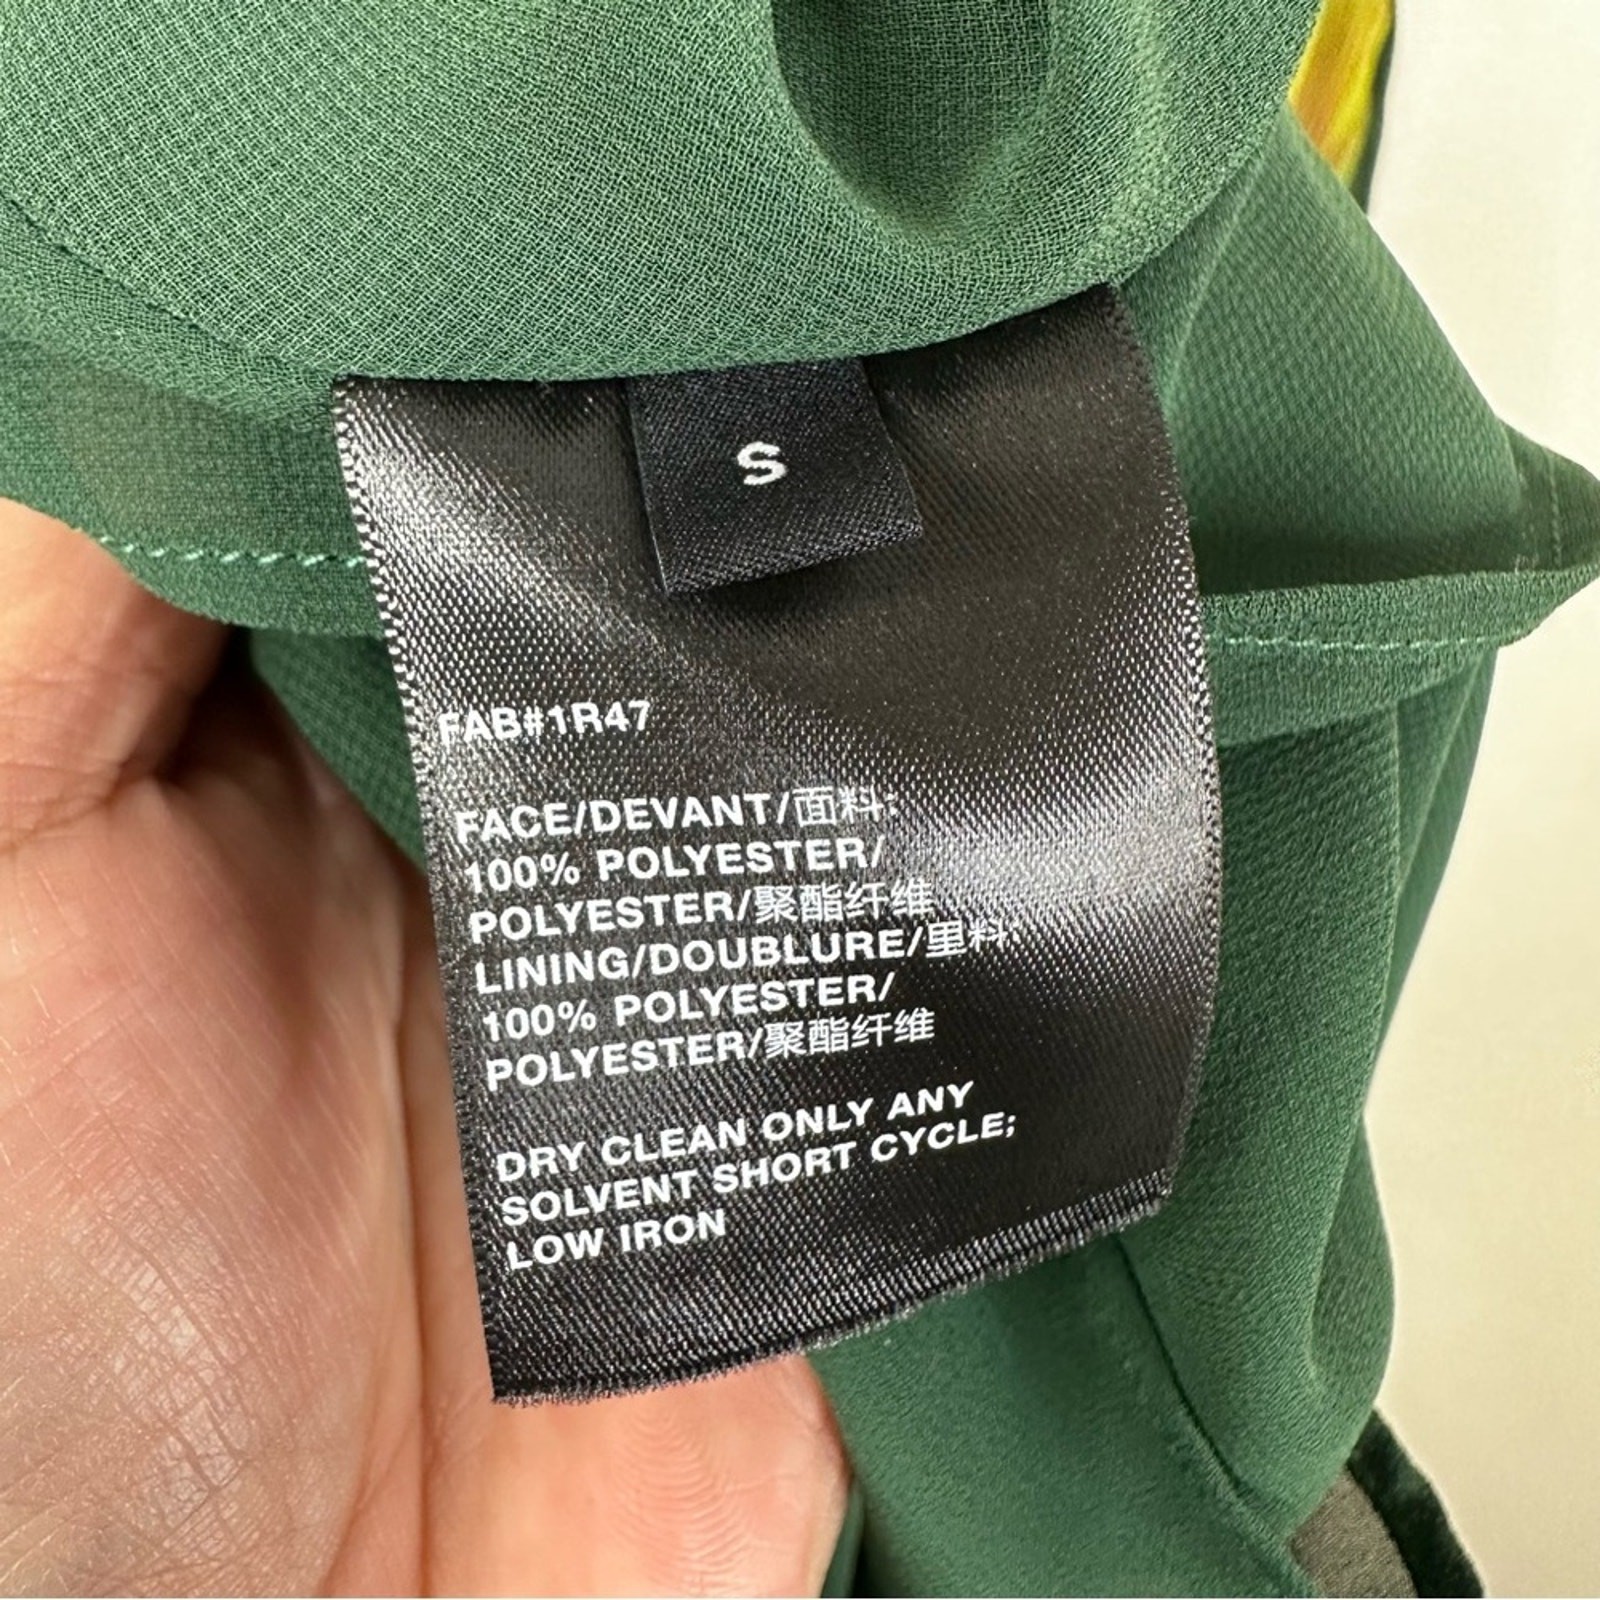 S
FAB#1R47
FACE/DEVANT/面料:
100% POLYESTER/
POLYESTER/聚酯纤维
LINING/DOUBLURE/里料:
100% POLYESTER/
POLYESTER/聚酯纤维
DRY CLEAN ONLY ANY
SOLVENT SHORT CYCLE;
LOW IRON